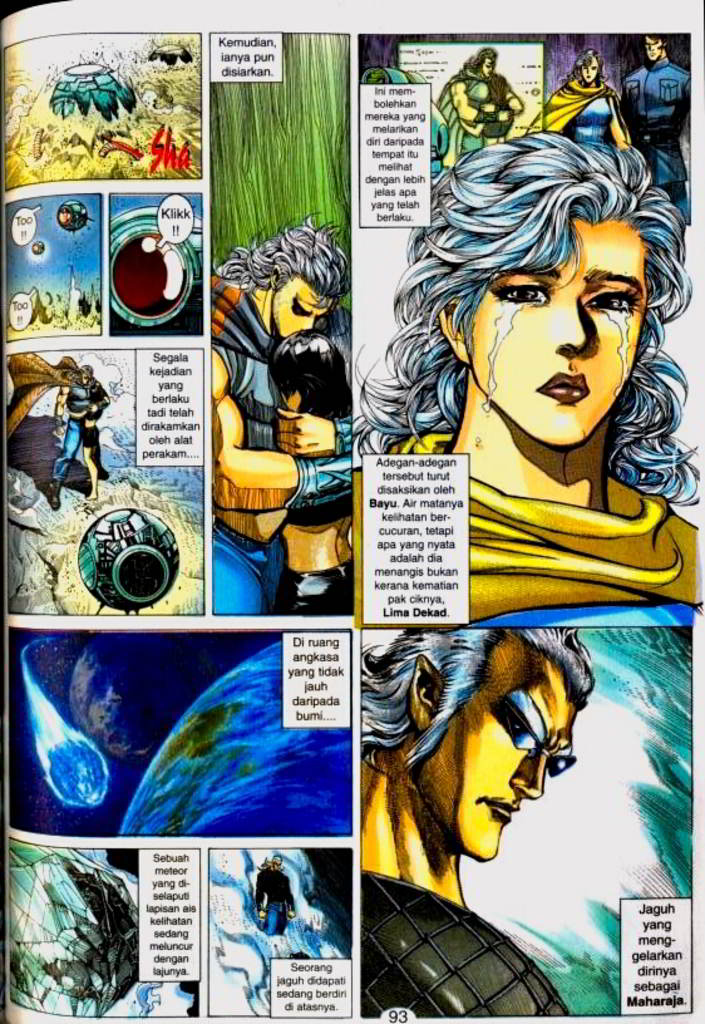 Sha
Too
!!
Too
!!
Klikk
!!
Segala
kejadian
yang
berlaku
tadi telah
dirakamkan
oleh alat
perakam....
Kemudian,
ianya pun
disiarkan.
Ini mem-
bolehkan
mereka yang
melarikan
diri daripada
tempat itu
melihat
dengan lebih
jelas apa
yang telah
berlaku.
Adegan-adegan
tersebut turut
disaksikan oleh
Bayu. Air matanya
kelihatan ber-
cucuran, tetapi
apa yang nyata
adalah dia
menangis bukan
kerana kematian
pak ciknya,
Lima Dekad.
Di ruang
angkasa
yang tidak
jauh
daripada
bumi....
Sebuah
meteor
yang di-
selaputi
lapisan ais
kelihatan
sedang
meluncur
dengan
lajunya.
Seorang
jaguh didapati
sedang berdiri
di atasnya.
Jaguh
yang
meng-
gelarkan
dirinya
sebagai
Maharaja.
93